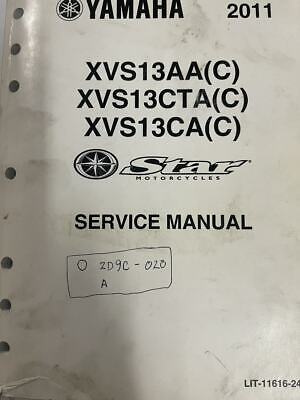 YAMAHA 2011
XVS13AA(C)
XVS13CTA(C)
XVS13CA(C)
Star
MOTORCYCLES
SERVICE MANUAL
2D9C-020
A
LIT-11616-24